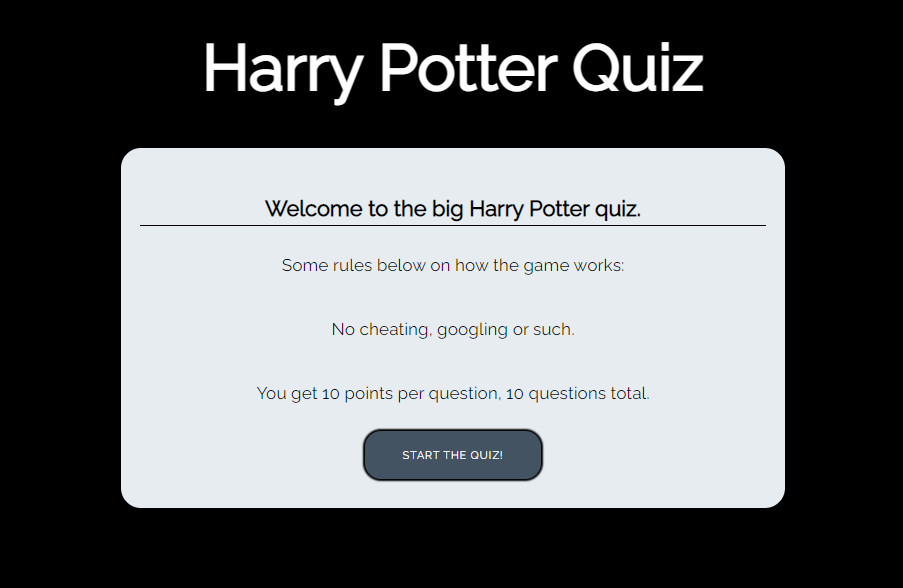 Harry Potter Quiz
Welcome to the big Harry Potter quiz.
Some rules below on how the game works:
No cheating, googling or such.
You get 10 points per question, 10 questions total.
START THE QUIZ!